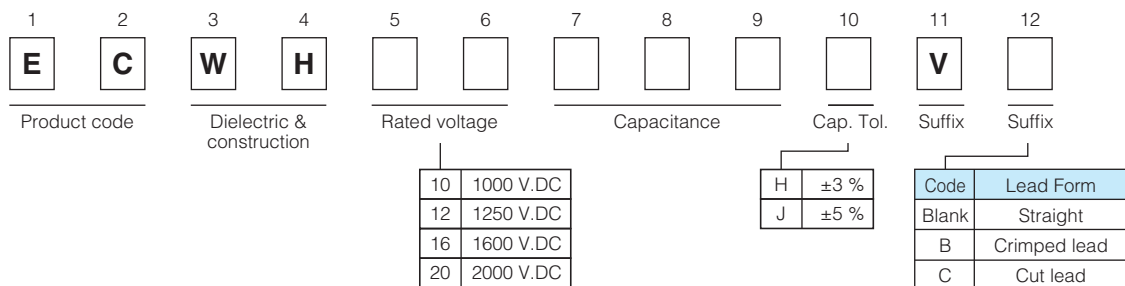 1 2 3 4 5 6 7 8 9 10 11 12
E C W H V
Product code Dielectric & construction Rated voltage Capacitance Cap. Tol. Suffix Suffix
10 1000 V.DC
12 1250 V.DC
16 1600 V.DC
20 2000 V.DC
H ±3 %
J ±5 %
Code Lead Form
Blank Straight
B Crimped lead
C Cut lead